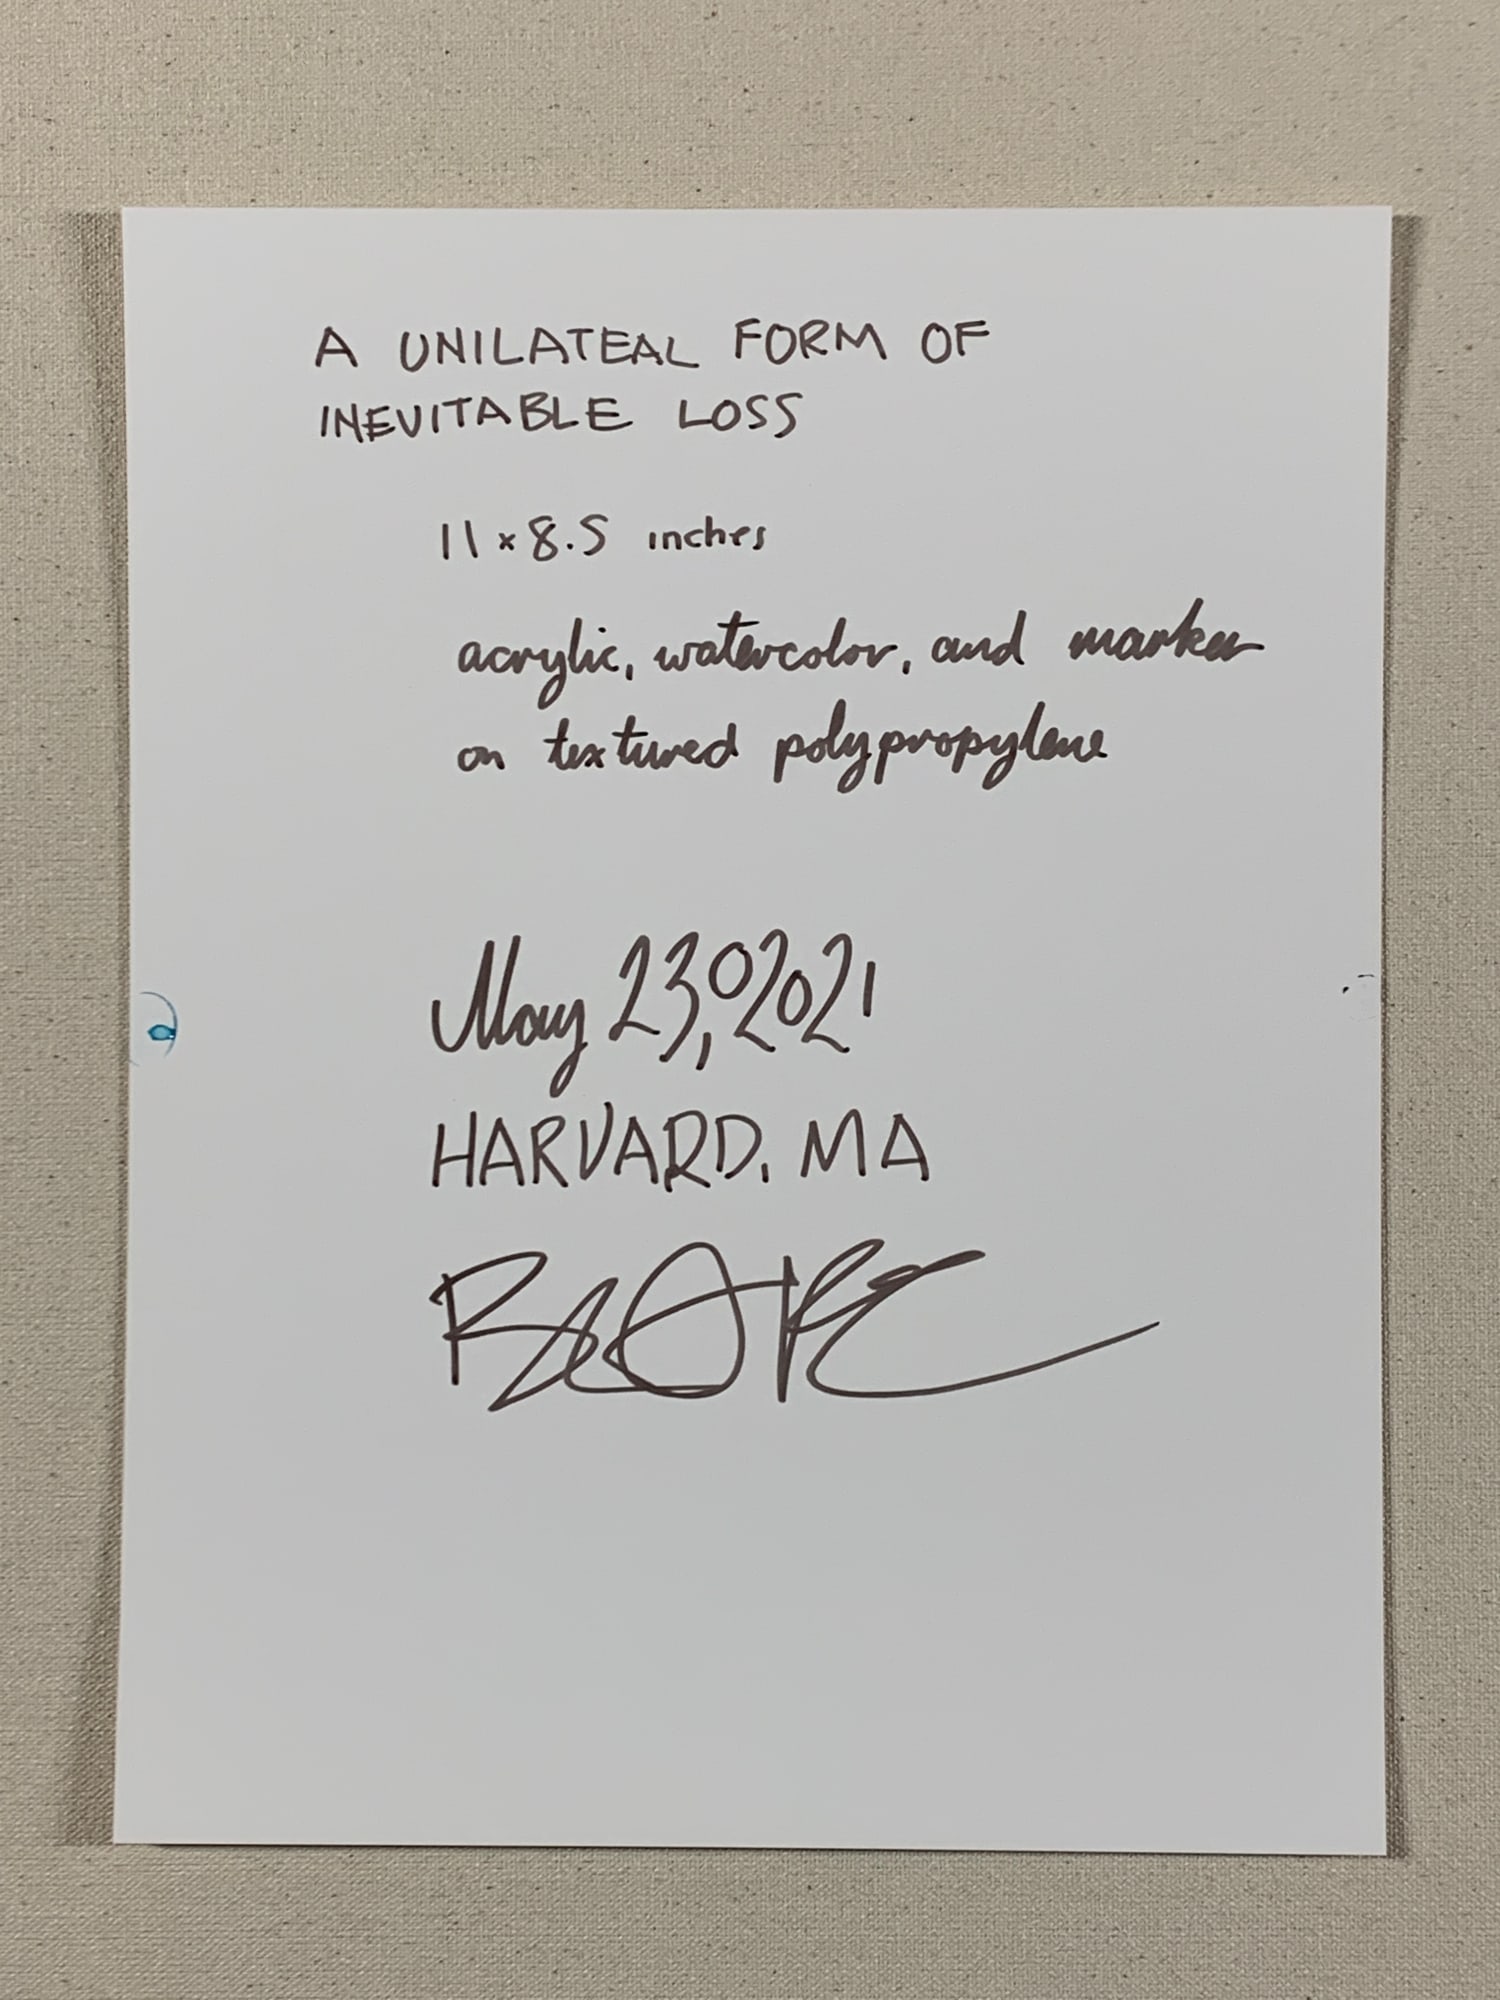 A UNILATEAL FORM OF
INEVITABLE LOSS
11 x 8.5 inches
acrylic, watercolor, and marker
on textured polypropylene
May 23, 02021
HARVARD, MA